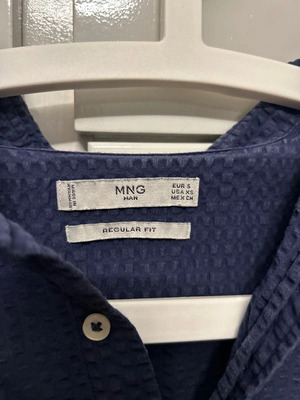 MNG
MAN
EUR S
USA XS
MEX CH
REGULAR FIT